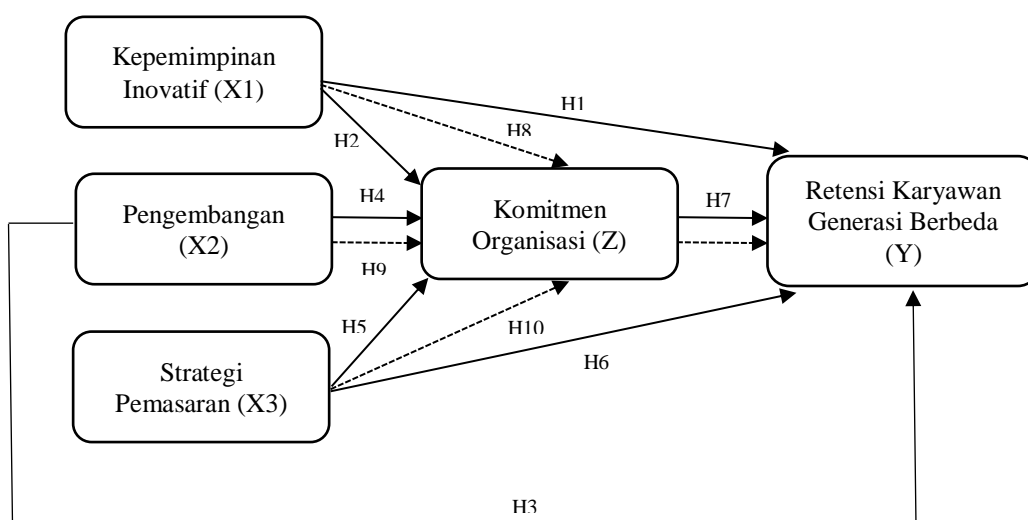 Kepemimpinan
Inovatif (X1)
H1
H2
H8
Pengembangan
(X2)
H4
H9
Komitmen
Organisasi (Z)
H7
Retensi Karyawan
Generasi Berbeda
(Y)
H5
H10
H6
Strategi
Pemasaran (X3)
H3